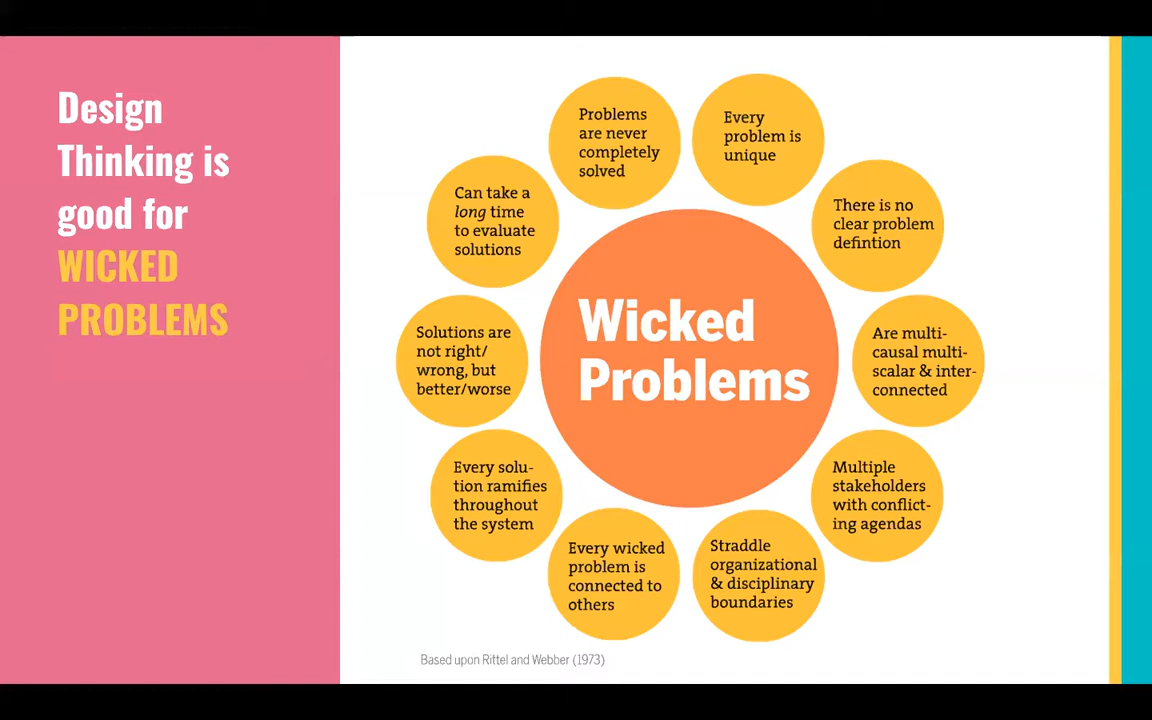 Design
Thinking is
good for
WICKED
PROBLEMS
Wicked
Problems
Problems
are never
completely
solved
Every
problem is
unique
There is no
clear problem
defintion
Are multi-
causal multi-
scalar & inter-
connected
Multiple
stakeholders
with conflict-
ing agendas
Straddle
organizational
& disciplinary
boundaries
Every wicked
problem is
connected to
others
Every solu-
tion ramifies
throughout
the system
Solutions are
not right/
wrong, but
better/worse
Can take a
long time
to evaluate
solutions
Based upon Rittel and Webber (1973)